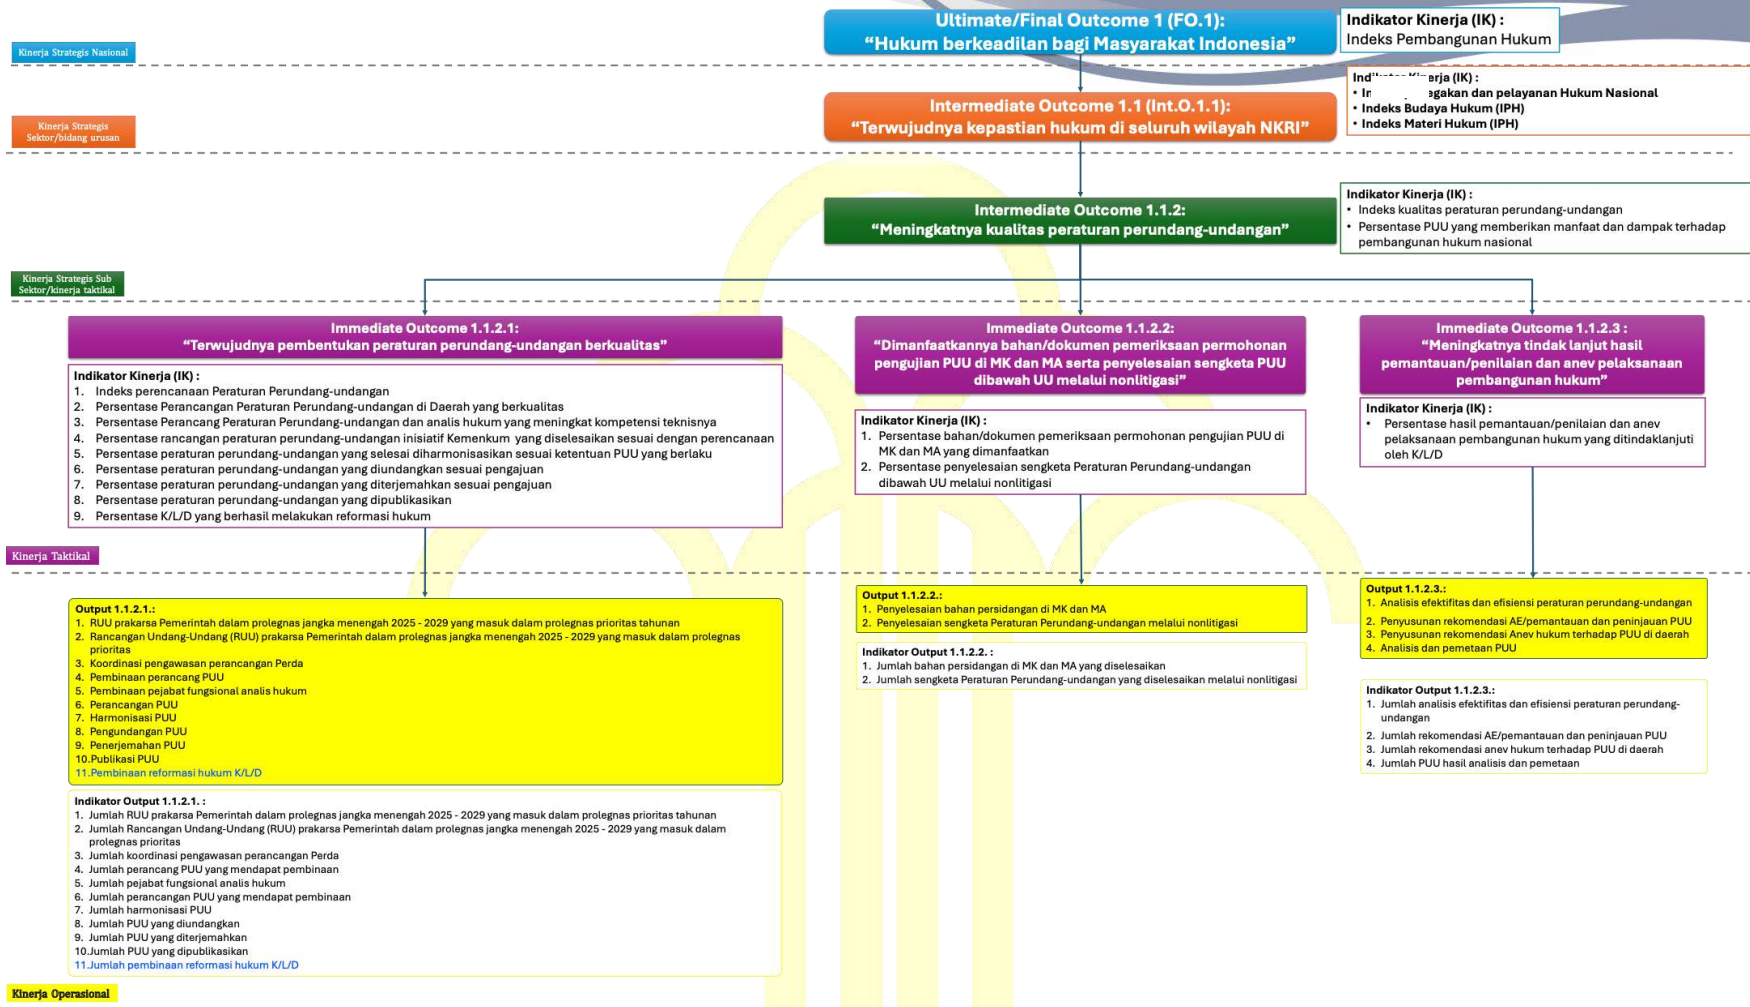 Ultimate/Final Outcome 1 (FO.1):
“Hukum berkeadilan bagi Masyarakat Indonesia”
Indikator Kinerja (IK) :
Indeks Pembangunan Hukum
Kinerja Strategis Nasional
Intermediate Outcome 1.1 (Int.O.1.1):
“Terwujudnya kepastian hukum di seluruh wilayah NKRI”
(IK) :
• dan pelayanan Hukum Nasional
• Indeks Budaya Hukum (IPH)
• Indeks Materi Hukum (IPH)
Kinerja Strategis
Sektor/bidang urusan
Intermediate Outcome 1.1.2:
“Meningkatnya kualitas peraturan perundang-undangan”
Indikator Kinerja (IK) :
• Indeks kualitas peraturan perundang-undangan
• Persentase PUU yang memberikan manfaat dan dampak terhadap
pembangunan hukum nasional
Kinerja Strategis Sub
Sektor/kinerja taktikal
Immediate Outcome 1.1.2.1:
“Terwujudnya pembentukan peraturan perundang-undangan berkualitas”
Indikator Kinerja (IK) :
1. Indeks perencanaan Peraturan Perundang-undangan
2. Persentase Perancangan Peraturan Perundang-undangan di Daerah yang berkualitas
3. Persentase Perancang Peraturan Perundang-undangan dan analis hukum yang meningkat kompetensi teknisnya
4. Persentase rancangan peraturan perundang-undangan inisiatif Kemenkum yang diselesaikan sesuai dengan perencanaan
5. Persentase peraturan perundang-undangan yang selesai diharmonisasikan sesuai ketentuan PUU yang berlaku
6. Persentase peraturan perundang-undangan yang diundangkan sesuai pengajuan
7. Persentase peraturan perundang-undangan yang diterjemahkan sesuai pengajuan
8. Persentase peraturan perundang-undangan yang dipublikasikan
9. Persentase K/L/D yang berhasil melakukan reformasi hukum
Immediate Outcome 1.1.2.2:
“Dimanfaatkannya bahan/dokumen pemeriksaan permohonan
pengujian PUU di MK dan MA serta penyelesaian sengketa PUU
dibawah UU melalui nonlitigasi”
Indikator Kinerja (IK) :
1. Persentase bahan/dokumen pemeriksaan permohonan pengujian PUU di
MK dan MA yang dimanfaatkan
2. Persentase penyelesaian sengketa Peraturan Perundang-undangan
dibawah UU melalui nonlitigasi
Immediate Outcome 1.1.2.3 :
“Meningkatnya tindak lanjut hasil
pemantauan/penilaian dan anev pelaksanaan
pembangunan hukum”
Indikator Kinerja (IK) :
• Persentase hasil pemantauan/penilaian dan anev
pelaksanaan pembangunan hukum yang ditindaklanjuti
oleh K/L/D
Kinerja Taktikal
Output 1.1.2.1.:
1. RUU prakarsa Pemerintah dalam prolegnas jangka menengah 2025 - 2029 yang masuk dalam prolegnas prioritas tahunan
2. Rancangan Undang-Undang (RUU) prakarsa Pemerintah dalam prolegnas jangka menengah 2025 - 2029 yang masuk dalam prolegnas
prioritas
3. Koordinasi pengawasan perancangan Perda
4. Pembinaan perancang PUU
5. Pembinaan pejabat fungsional analis hukum
6. Perancangan PUU
7. Harmonisasi PUU
8. Pengundangan PUU
9. Penerjemahan PUU
10.Publikasi PUU
11.Pembinaan reformasi hukum K/L/D
Indikator Output 1.1.2.1. :
1. Jumlah RUU prakarsa Pemerintah dalam prolegnas jangka menengah 2025 - 2029 yang masuk dalam prolegnas prioritas tahunan
2. Jumlah Rancangan Undang-Undang (RUU) prakarsa Pemerintah dalam prolegnas jangka menengah 2025 - 2029 yang masuk dalam
prolegnas prioritas
3. Jumlah koordinasi pengawasan perancangan Perda
4. Jumlah perancang PUU yang mendapat pembinaan
5. Jumlah pejabat fungsional analis hukum
6. Jumlah perancangan PUU yang mendapat pembinaan
7. Jumlah harmonisasi PUU
8. Jumlah PUU yang diundangkan
9. Jumlah PUU yang diterjemahkan
10.Jumlah PUU yang dipublikasikan
11.Jumlah pembinaan reformasi hukum K/L/D
Output 1.1.2.2.:
1. Penyelesaian bahan persidangan di MK dan MA
2. Penyelesaian sengketa Peraturan Perundang-undangan melalui nonlitigasi
Indikator Output 1.1.2.2. :
1. Jumlah bahan persidangan di MK dan MA yang diselesaikan
2. Jumlah sengketa Peraturan Perundang-undangan yang diselesaikan melalui nonlitigasi
Output 1.1.2.3.:
1. Analisis efektifitas dan efisiensi peraturan perundang-undangan
2. Penyusunan rekomendasi AE/pemantauan dan peninjauan PUU
3. Penyusunan rekomendasi Anev hukum terhadap PUU di daerah
4. Analisis dan pemetaan PUU
Indikator Output 1.1.2.3.:
1. Jumlah analisis efektifitas dan efisiensi peraturan perundang-
undangan
2. Jumlah rekomendasi AE/pemantauan dan peninjauan PUU
3. Jumlah rekomendasi anev hukum terhadap PUU di daerah
4. Jumlah PUU hasil analisis dan pemetaan
Kinerja Operasional